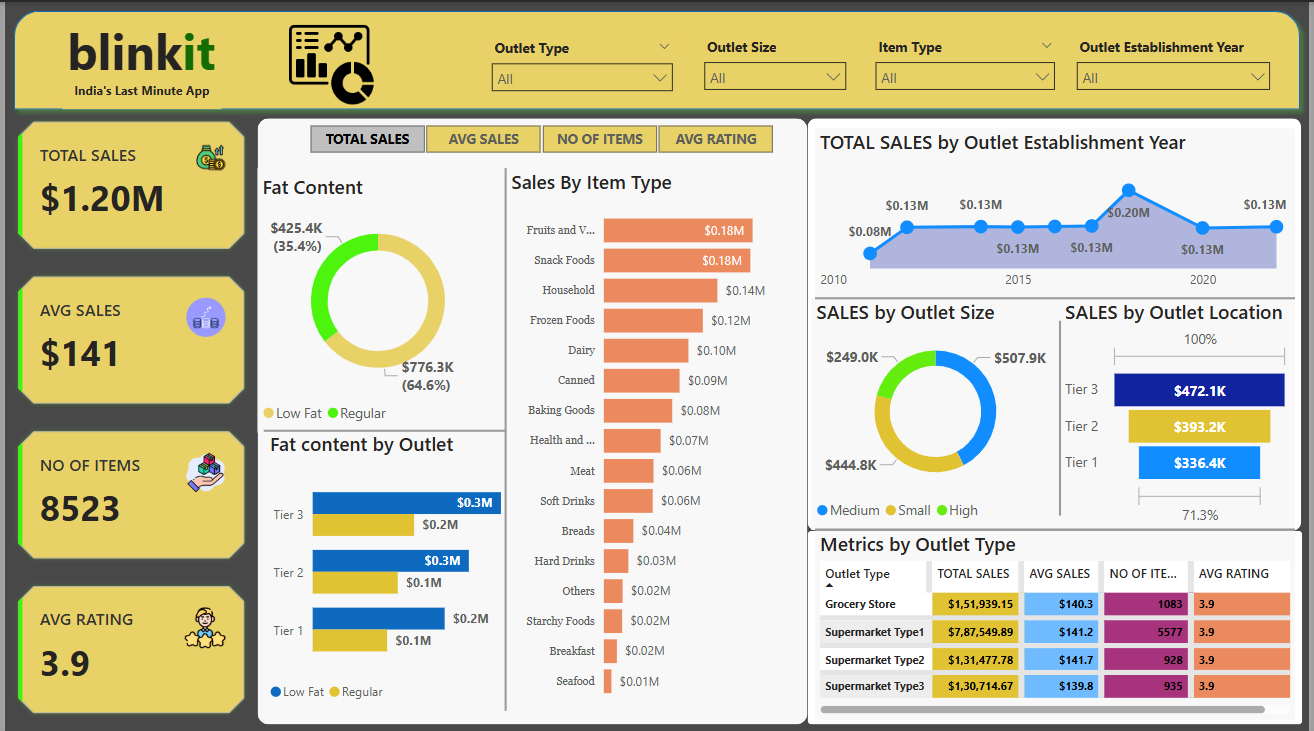 blinkit
India's Last Minute App
Outlet Type
All
Outlet Size
All
Item Type
All
Outlet Establishment Year
All
TOTAL SALES
$1.20M
AVG SALES
$141
NO OF ITEMS
8523
AVG RATING
3.9
TOTAL SALES
AVG SALES
NO OF ITEMS
AVG RATING
Fat Content
$425.4K
(35.4%)
$776.3K
(64.6%)
Low Fat
Regular
Fat content by Outlet
Tier 3
$0.3M
$0.2M
Tier 2
$0.3M
$0.1M
Tier 1
$0.2M
$0.1M
Low Fat
Regular
Sales By Item Type
Fruits and V... $0.18M
Snack Foods $0.18M
Household $0.14M
Frozen Foods $0.12M
Dairy $0.10M
Canned $0.09M
Baking Goods $0.08M
Health and ... $0.07M
Meat $0.06M
Soft Drinks $0.06M
Breads $0.04M
Hard Drinks $0.03M
Others $0.02M
Starchy Foods $0.02M
Breakfast $0.02M
Seafood $0.01M
TOTAL SALES by Outlet Establishment Year
$0.08M
$0.13M
$0.13M
$0.13M
$0.13M
$0.20M
$0.13M
$0.13M
2010
2015
2020
SALES by Outlet Size
$249.0K
$507.9K
$444.8K
Medium
Small
High
SALES by Outlet Location
100%
Tier 3 $472.1K
Tier 2 $393.2K
Tier 1 $336.4K
71.3%
Metrics by Outlet Type
Outlet Type TOTAL SALES AVG SALES NO OF ITE... AVG RATING
Grocery Store $1,51,939.15 $140.3 1083 3.9
Supermarket Type1 $7,87,549.89 $141.2 5577 3.9
Supermarket Type2 $1,31,477.78 $141.7 928 3.9
Supermarket Type3 $1,30,714.67 $139.8 935 3.9